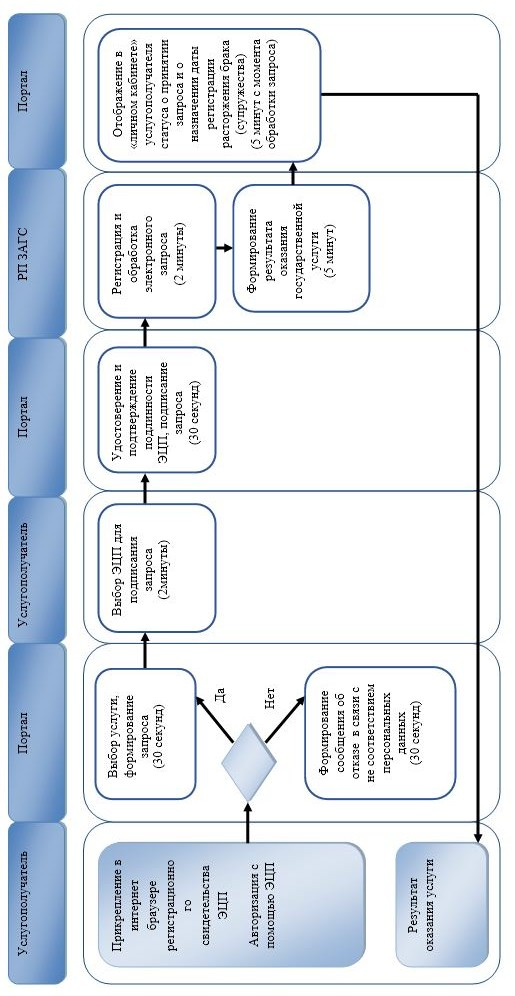 Услугополучатель
Портал
Услугополучатель
Портал
РП ЗАГС
Портал
Прикрепление в
интернет
браузере
регистрационно
го
свидетельства
ЭЦП
Авторизация с
помощью ЭЦП
Результат
оказания услуги
Выбор услуги,
формирование
запроса
(30 секунд)
Да
Нет
Формирование
сообщения об
отказе в связи с
не соответствием
персональных
данных
(30 секунд)
Выбор ЭЦП для
подписания
запроса
(2минуты)
Удостоверение и
подтверждение
подлинности
ЭЦП, подписание
запроса
(30 секунд)
Регистрация и
обработка
электронного
запроса
(2 минуты)
Формирование
результата
оказания
государственной
услуги
(5 минут)
Отображение в
«личном кабинете»
услугополучателя
статуса о принятии
запроса и о
назначении даты
регистрации
расторжения брака
(супружества)
(5 минут с момента
обработки запроса)